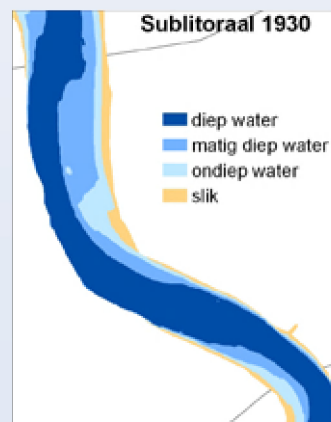 Sublitoraal 1930
diep water
matig diep water
ondiep water
slik